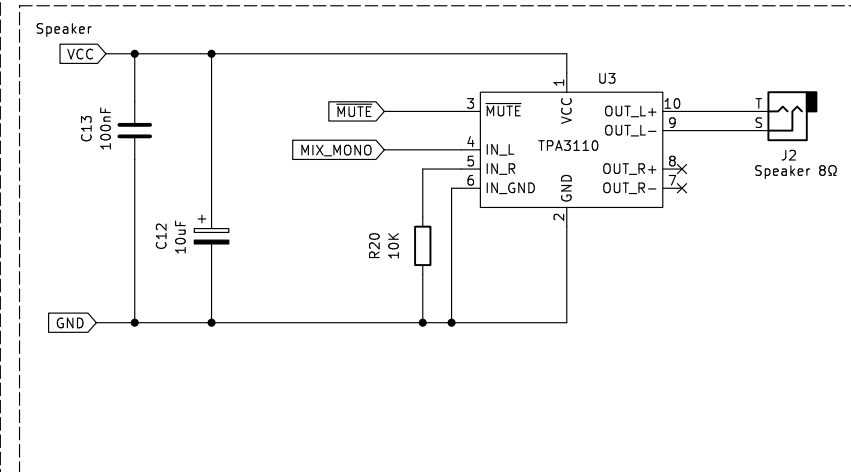 Speaker
VCC
1
U3
3
MUTE
MUTE
VCC
OUT_L+
10
T
C13
100nF
OUT_L-
9
S
TPA3110
MIX_MONO
4
IN_L
J2
5
IN_R
OUT_R+
8
Speaker 8Ω
6
IN_GND
GND
OUT_R-
7
+
C12
10uF
2
R20
10K
GND